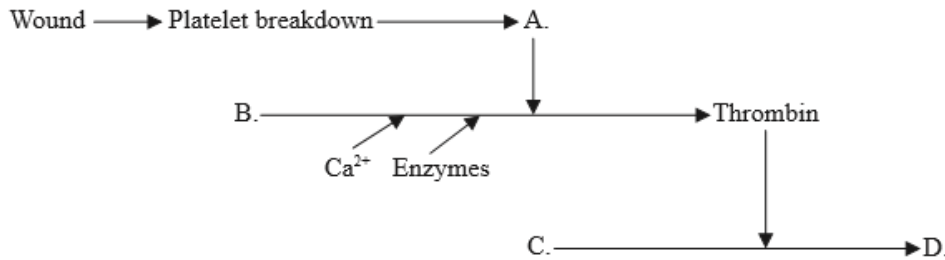 Wound Platelet breakdown A.
B. Thrombin
Ca²⁺ Enzymes
C. D.